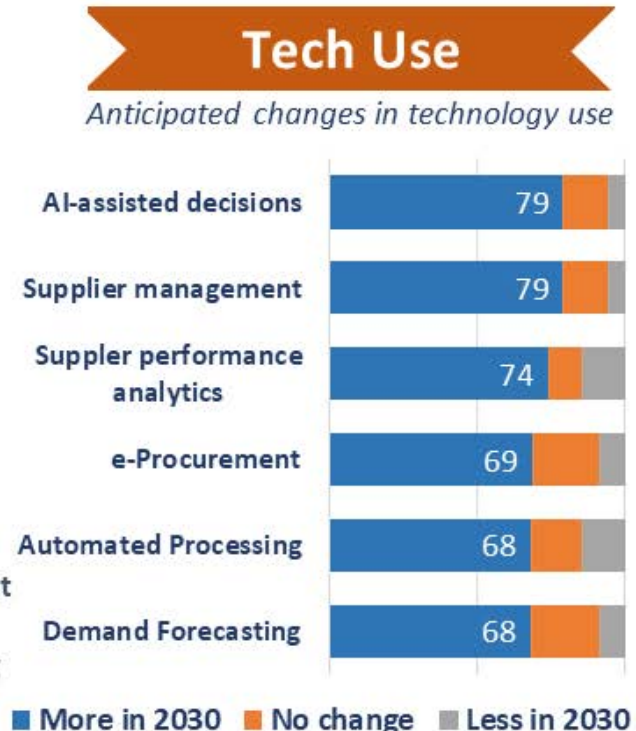 Tech Use
Anticipated changes in technology use
AI-assisted decisions
79
Supplier management
79
Suppler performance
analytics
74
e-Procurement
69
Automated Processing
68
t
Demand Forecasting
68
More in 2030 No change Less in 2030